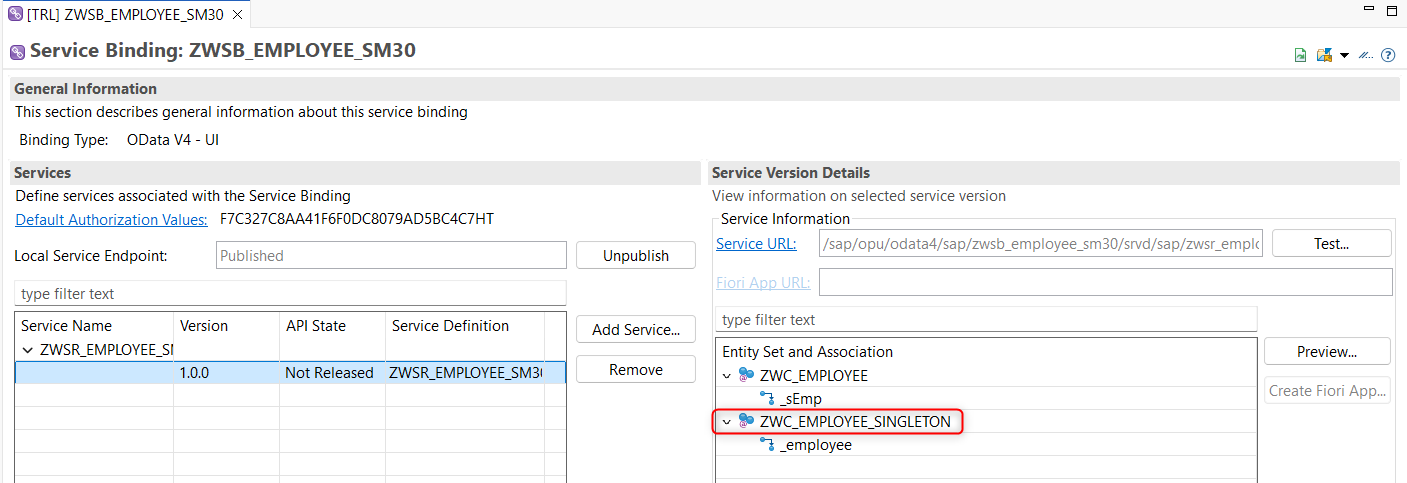 [TRL] ZWSB_EMPLOYEE_SM30
Service Binding: ZWSB_EMPLOYEE_SM30
General Information
This section describes general information about this service binding
Binding Type: OData V4 - UI
Services
Define services associated with the Service Binding
Default Authorization Values: F7C327C8AA41F6F0DC8079AD5BC4C7HT
Local Service Endpoint: Published Unpublish
type filter text
Service Name Version API State Service Definition
ZWSR_EMPLOYEE_SM
1.0.0 Not Released ZWSR_EMPLOYEE_SM30
Add Service...
Remove
Service Version Details
View information on selected service version
Service Information
Service URL: /sap/opu/odata4/sap/zwsb_employee_sm30/srvd/sap/zwsr_emplo Test...
Fiori App URL:
type filter text
Entity Set and Association
ZWC_EMPLOYEE
_sEmp
ZWC_EMPLOYEE_SINGLETON
_employee
Preview...
Create Fiori App...